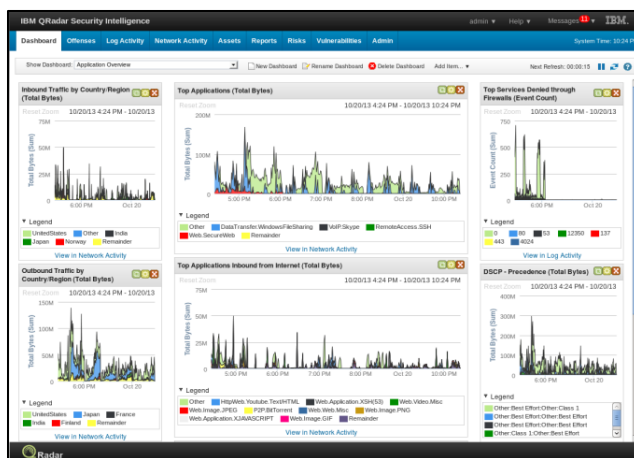 IBM QRadar Security Intelligence
admin ▼ Help ▼ Messages 11 ▼ IBM.
Dashboard Offenses Log Activity Network Activity Assets Reports Risks Vulnerabilities Admin System Time: 10:24 P
Show Dashboard: Application Overview New Dashboard Rename Dashboard Delete Dashboard Add Item... ▼ Next Refresh: 00:00:15
Inbound Traffic by Country/Region
(Total Bytes)
Reset Zoom 10/20/13 4:24 PM - 10/20/13
Total Bytes (Sum)
75M
50M
25M
0
6:00 PM Oct 20
▼ Legend
UnitedStates Other India
Japan Norway Remainder
View in Network Activity
Top Applications (Total Bytes)
Reset Zoom 10/20/13 4:24 PM - 10/20/13 10:24 PM
Total Bytes (Sum)
200M
100M
0
5:00 PM 6:00 PM 7:00 PM 8:00 PM 9:00 PM 10:00 PM
▼ Legend
Other DataTransfer.WindowsFileSharing VoIP.Skype RemoteAccess.SSH
Web.SecureWeb Remainder
View in Network Activity
Top Services Denied through
Firewalls (Event Count)
Reset Zoom 10/20/13 4:24 PM - 10/20/13
Event Count (Sum)
750
500
250
0
6:00 PM Oct 20
▼ Legend
0 80 53 12350 137
443 4024
View in Log Activity
Outbound Traffic by
Country/Region (Total Bytes)
Reset Zoom 10/20/13 4:24 PM - 10/20/13
Total Bytes (Sum)
150M
100M
50M
0
6:00 PM Oct 20
▼ Legend
UnitedStates Japan France
India Finland Remainder
View in Network Activity
Top Applications Inbound from Internet (Total Bytes)
Reset Zoom 10/20/13 4:24 PM - 10/20/13 10:24 PM
Total Bytes (Sum)
75M
50M
25M
0
5:00 PM 6:00 PM 7:00 PM 8:00 PM 9:00 PM 10:00 PM
▼ Legend
Other HttpWeb.Youtube.Text/HTML Web.Application.XSH(53) Web.Video.Misc
Web.Image.JPEG P2P.BitTorrent Web.Web.Misc Web.Image.PNG
Web.Application.XJAVASCRIPT Web.Image.GIF Remainder
View in Network Activity
DSCP - Precedence (Total Bytes)
Reset Zoom 10/20/13 4:24 PM - 10/20/13
Total Bytes (Sum)
400M
300M
200M
100M
0
6:00 PM Oct 20
▼ Legend
Other:Best Effort:Other:Class 1
Other:Best Effort:Other:Best Effort
Other:Best Effort:Other:Best Effort
Other:Class 1:Other:Best Effort
QRadar